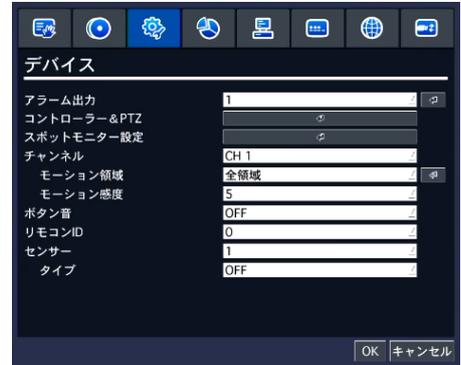 デバイス
アラーム出力 1
コントローラー&PTZ
スポットモニター設定
チャンネル CH 1
モーション領域 全領域
モーション感度 5
ボタン音 OFF
リモコンID 0
センサー 1
タイプ OFF
OK キャンセル